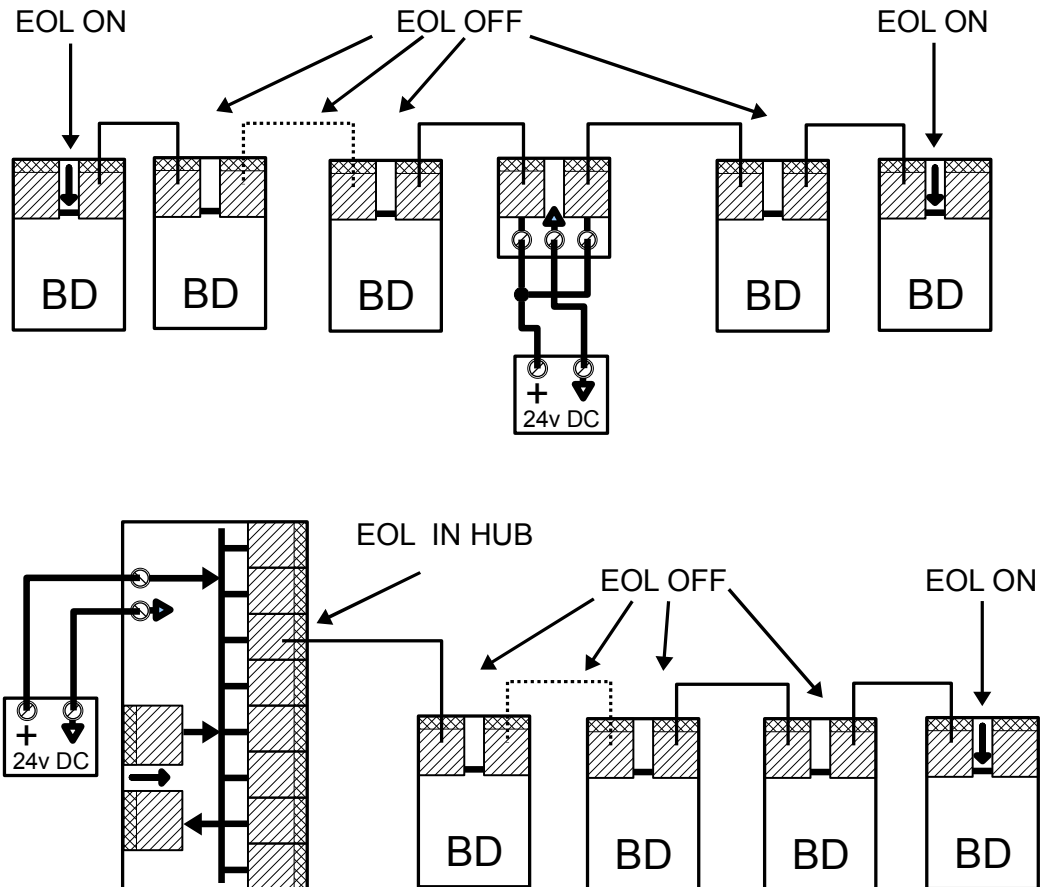 EOL ON
EOL OFF
EOL ON
BD
BD
BD
BD
BD
+
24v DC
EOL IN HUB
EOL OFF
EOL ON
+
24v DC
BD
BD
BD
BD